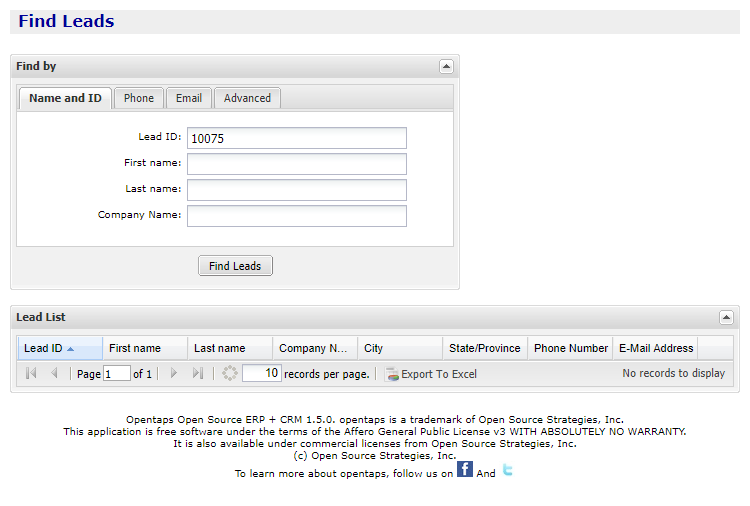 Find Leads
Find by
Name and ID Phone Email Advanced
Lead ID: 10075
First name:
Last name:
Company Name:
Find Leads
Lead List
Lead ID First name Last name Company N... City State/Province Phone Number E-Mail Address
Page 1 of 1 10 records per page. Export To Excel No records to display
Opentaps Open Source ERP + CRM 1.5.0. opentaps is a trademark of Open Source Strategies, Inc.
This application is free software under the terms of the Affero General Public License v3 WITH ABSOLUTELY NO WARRANTY.
It is also available under commercial licenses from Open Source Strategies, Inc.
(c) Open Source Strategies, Inc.
To learn more about opentaps, follow us on f And t